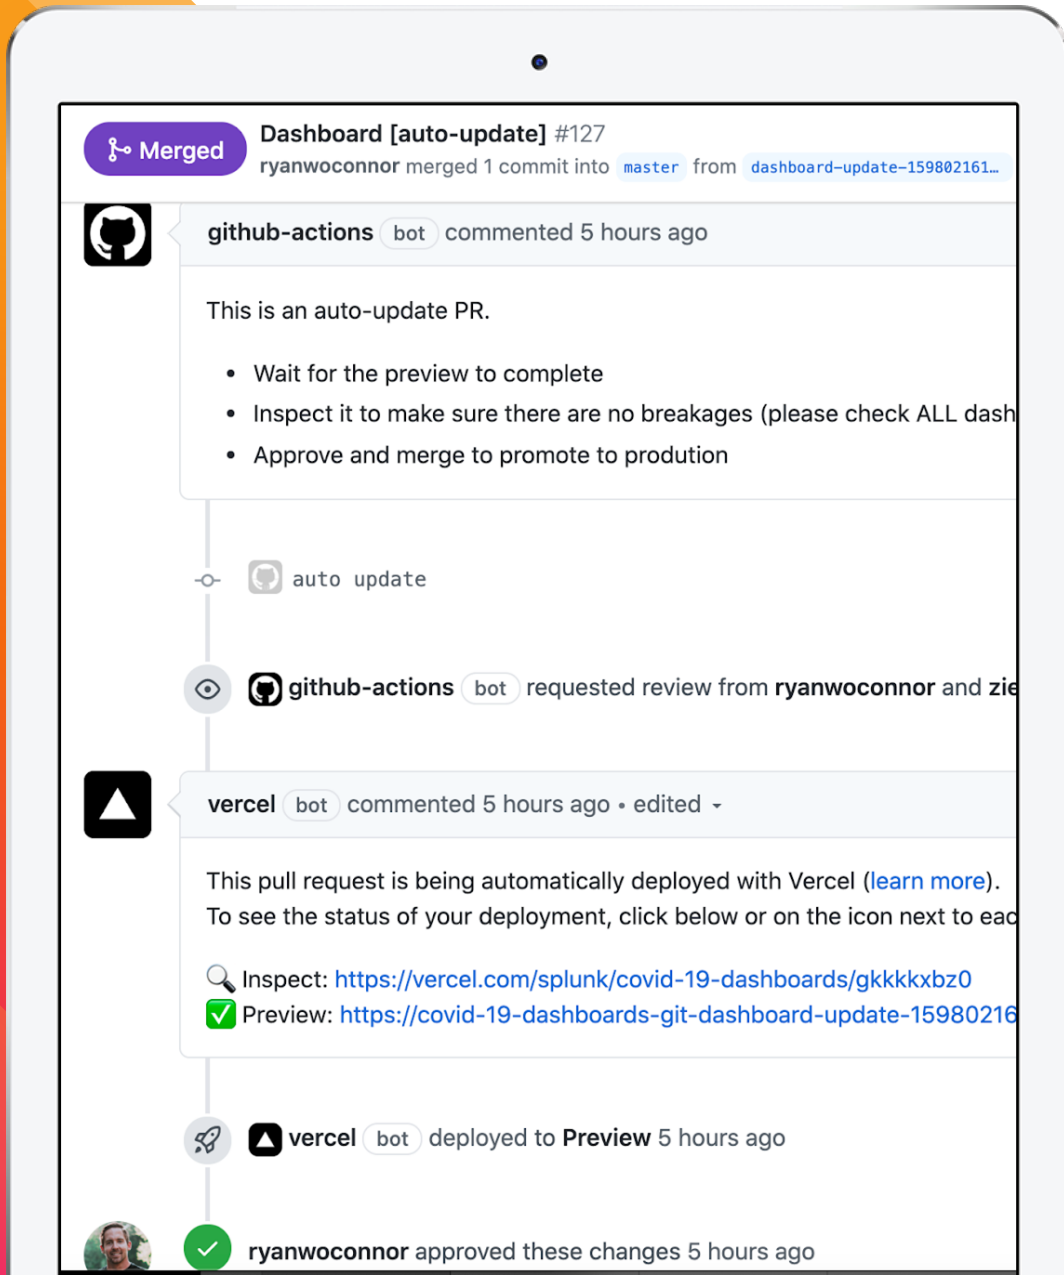 Merged
Dashboard [auto-update] #127
ryanwoconnor merged 1 commit into master from dashboard-update-159802161…
github-actions bot commented 5 hours ago
This is an auto-update PR.
• Wait for the preview to complete
• Inspect it to make sure there are no breakages (please check ALL dash
• Approve and merge to promote to prodution
auto update
github-actions bot requested review from ryanwoconnor and zie
vercel bot commented 5 hours ago • edited
This pull request is being automatically deployed with Vercel (learn more).
To see the status of your deployment, click below or on the icon next to eac
🔍 Inspect: https://vercel.com/splunk/covid-19-dashboards/gkkkkxbz0
✅ Preview: https://covid-19-dashboards-git-dashboard-update-15980216
vercel bot deployed to Preview 5 hours ago
ryanwoconnor approved these changes 5 hours ago